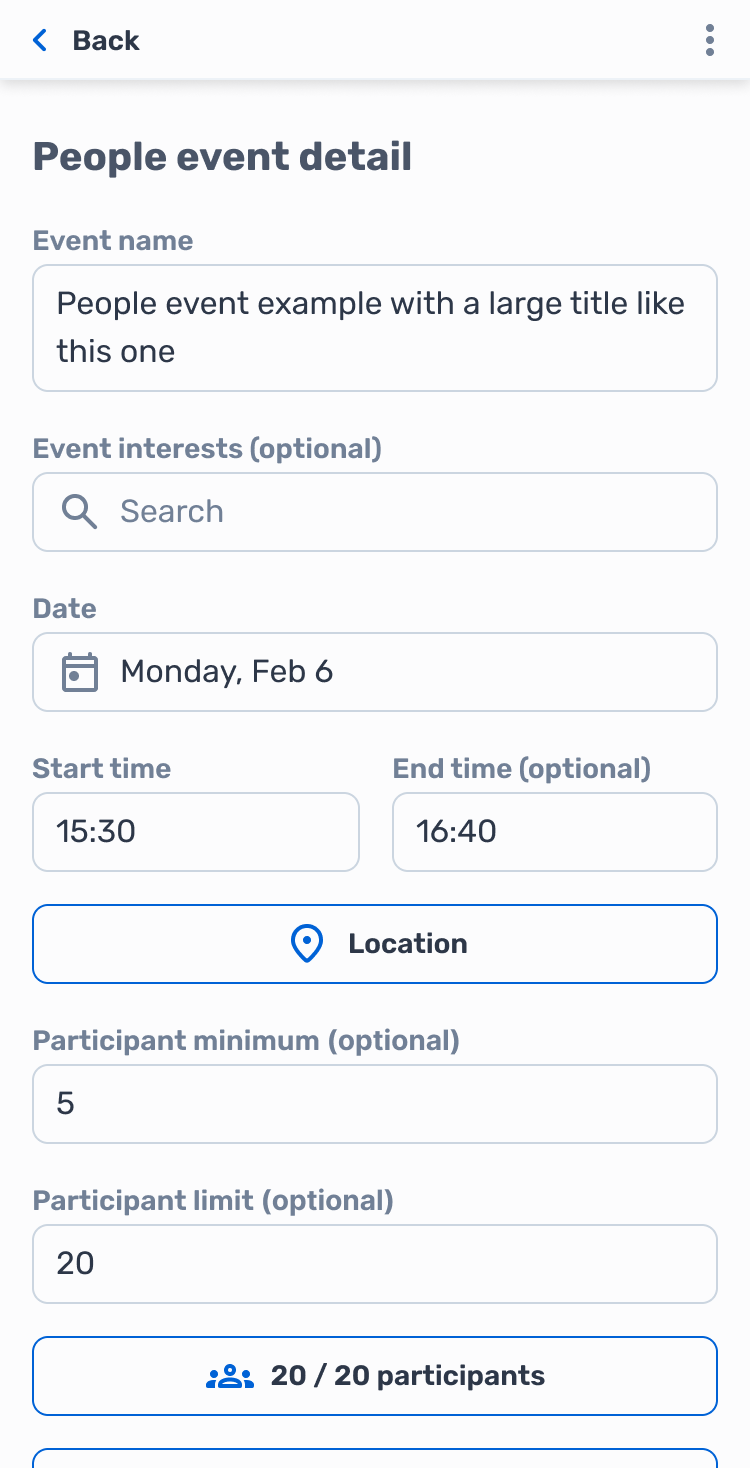 Back
People event detail
Event name
People event example with a large title like
this one
Event interests (optional)
Search
Date
Monday, Feb 6
Start time
End time (optional)
15:30
16:40
Location
Participant minimum (optional)
5
Participant limit (optional)
20
20 / 20 participants